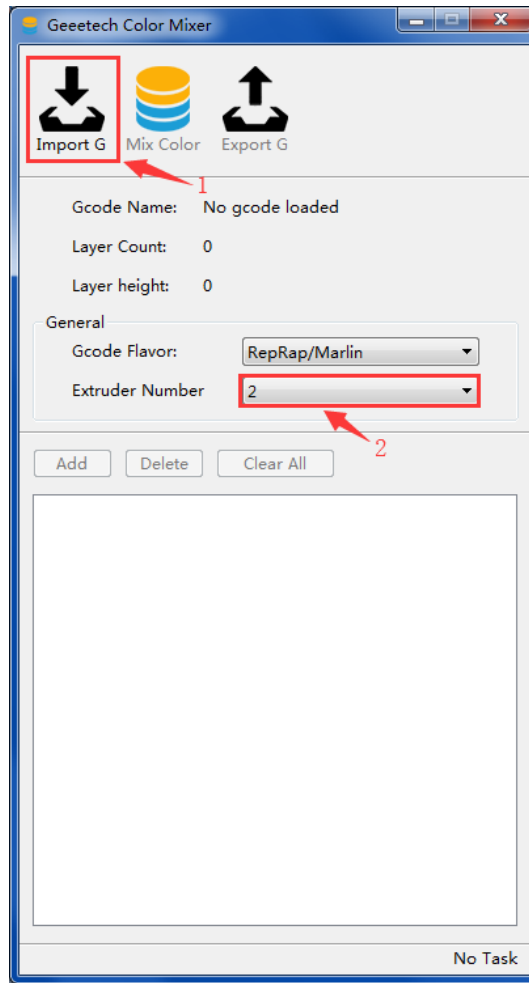 Geeetech Color Mixer
Import G Mix Color Export G
1
Gcode Name: No gcode loaded
Layer Count: 0
Layer height: 0
General
Gcode Flavor: RepRap/Marlin
Extruder Number 2
2
Add Delete Clear All
No Task